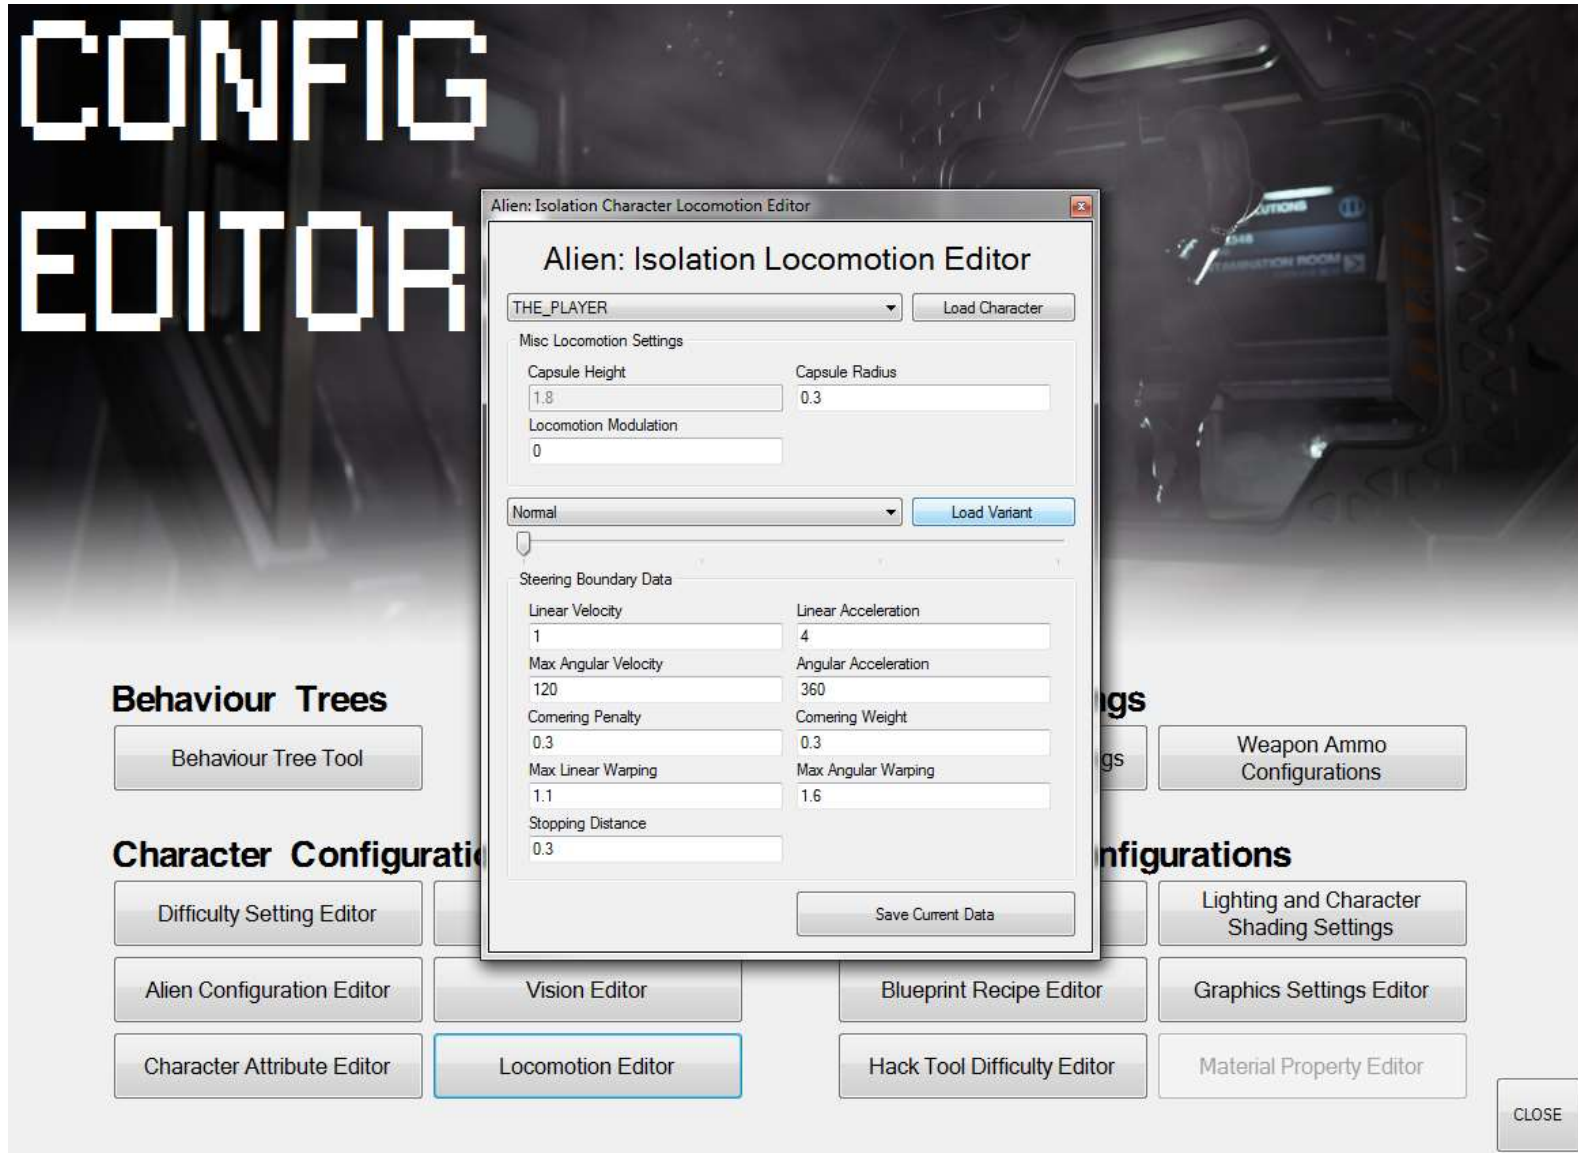 CONFIG
EDITOR
UTIONS
CONTAMINATION ROOM
Alien: Isolation Character Locomotion Editor
Alien: Isolation Locomotion Editor
THE_PLAYER
Load Character
Misc Locomotion Settings
Capsule Height
Capsule Radius
1.8
0.3
Locomotion Modulation
0
Normal
Load Variant
Steering Boundary Data
Linear Velocity
Linear Acceleration
1
4
Max Angular Velocity
Angular Acceleration
120
360
Cornering Penalty
Cornering Weight
0.3
0.3
Max Linear Warping
Max Angular Warping
1.1
1.6
Stopping Distance
0.3
Save Current Data
Behaviour Trees
ngs
Behaviour Tree Tool
gs
Weapon Ammo
Configurations
Character Configurati
nfigurations
Difficulty Setting Editor
Lighting and Character
Shading Settings
Alien Configuration Editor
Vision Editor
Blueprint Recipe Editor
Graphics Settings Editor
Character Attribute Editor
Locomotion Editor
Hack Tool Difficulty Editor
Material Property Editor
CLOSE